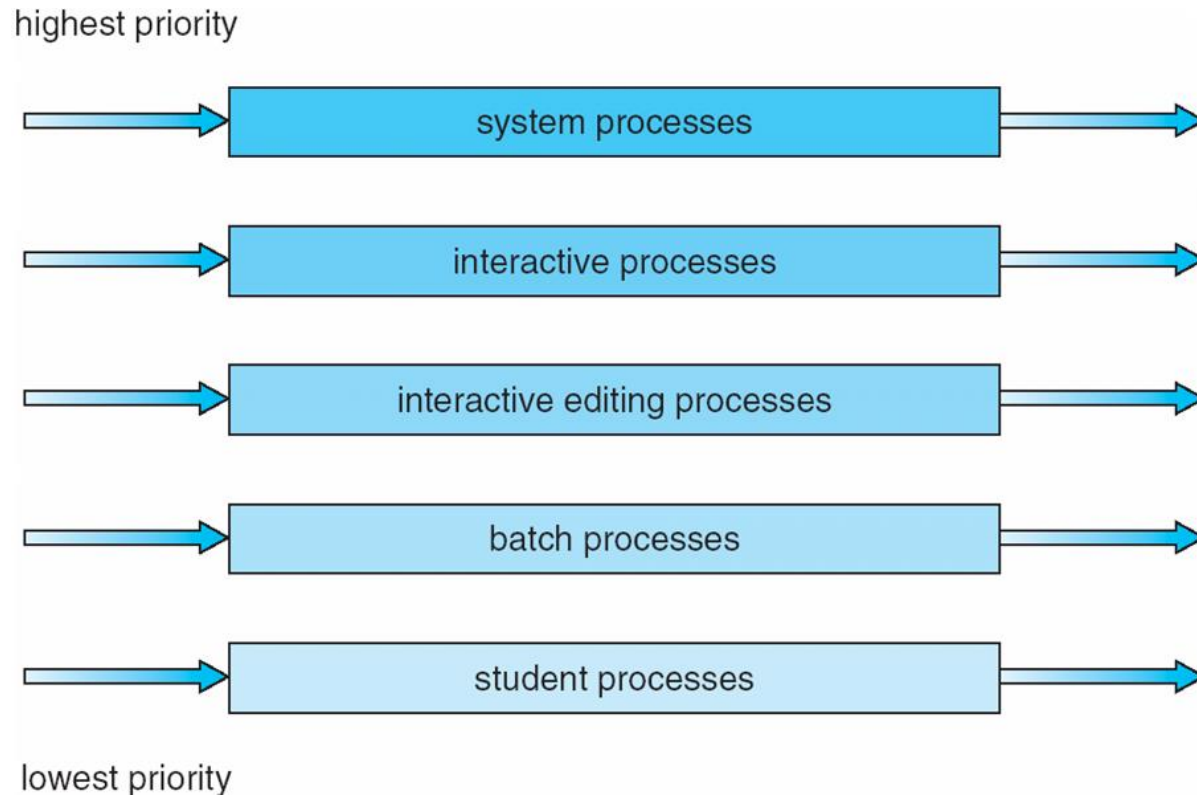 highest priority
system processes
interactive processes
interactive editing processes
batch processes
student processes
lowest priority